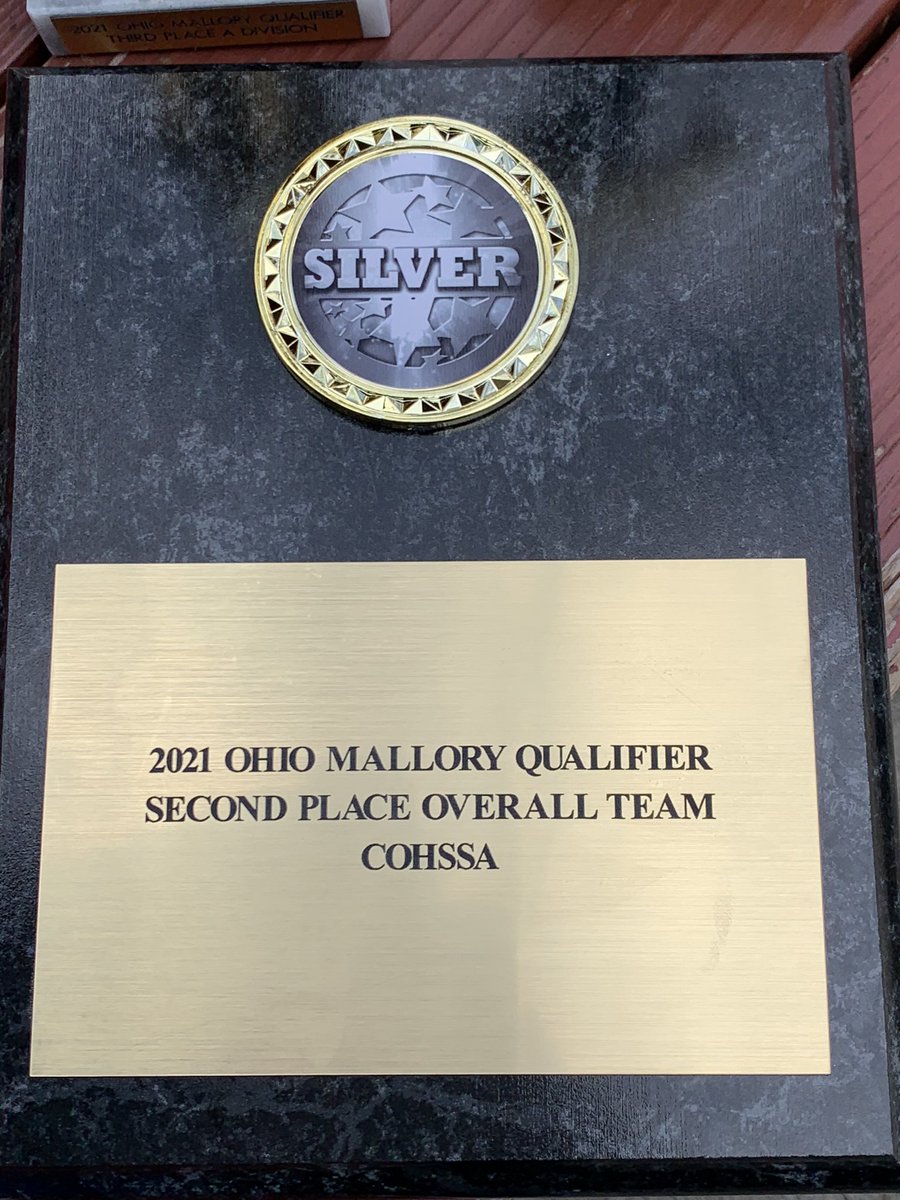 2021 OHIO MALLORY QUALIFIER
THIRD PLACE A DIVISION
SILVER
2021 OHIO MALLORY QUALIFIER
SECOND PLACE OVERALL TEAM
COHSSA